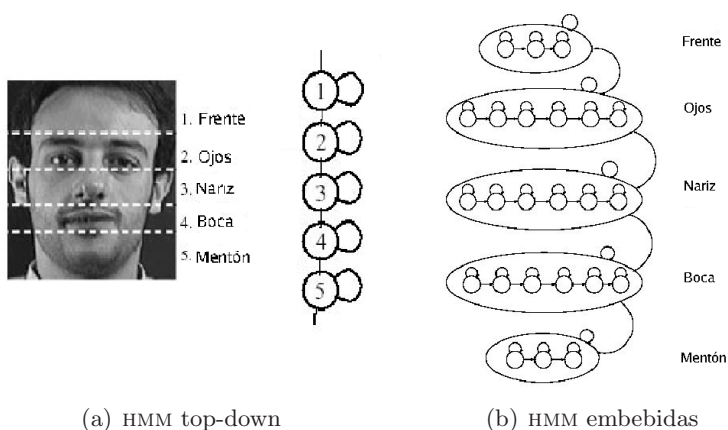 1. Frente
2. Ojos
3. Nariz
4. Boca
5. Mentón
1
2
3
4
5
(a) HMM top-down
Frente
Ojos
Nariz
Boca
Mentón
(b) HMM embebidas